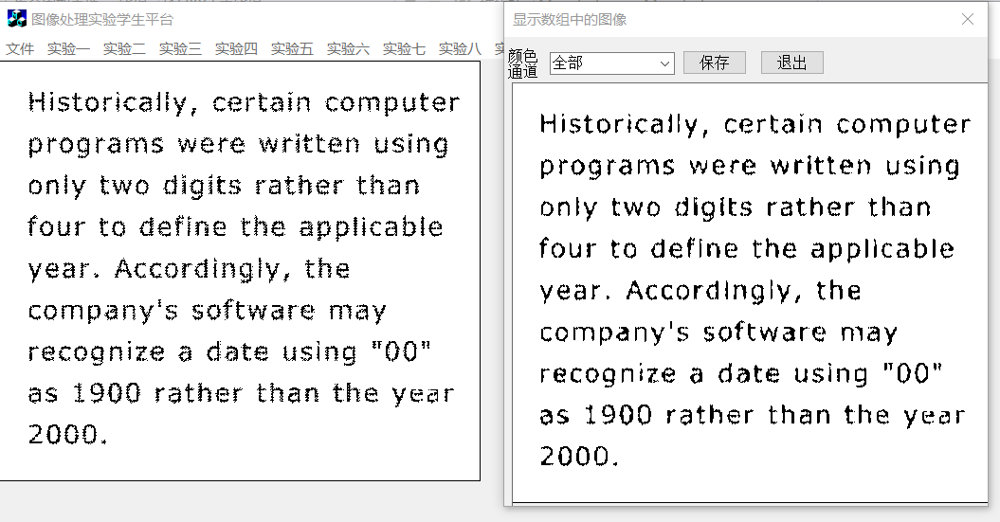 图像处理实验学生平台
文件 实验一 实验二 实验三 实验四 实验五 实验六 实验七 实验八
Historically, certain computer
programs were written using
only two digits rather than
four to define the applicable
year. Accordingly, the
company's software may
recognize a date using "00"
as 1900 rather than the year
2000.
显示数组中的图像
颜色
通道
全部
保存
退出
Historically, certain computer
programs were written using
only two digits rather than
four to define the applicable
year. Accordingly, the
company's software may
recognize a date using "00"
as 1900 rather than the year
2000.